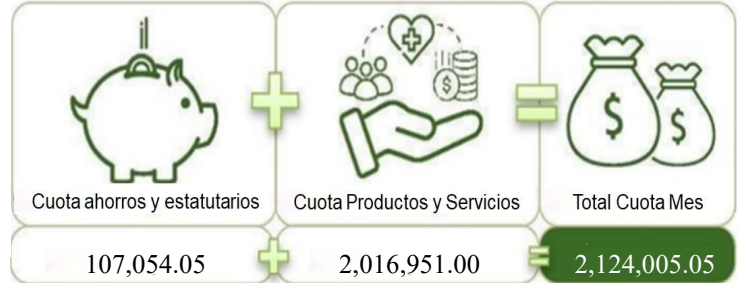 Cuota ahorros y estatutarios
Cuota Productos y Servicios
Total Cuota Mes
107,054.05
2,016,951.00
2,124,005.05